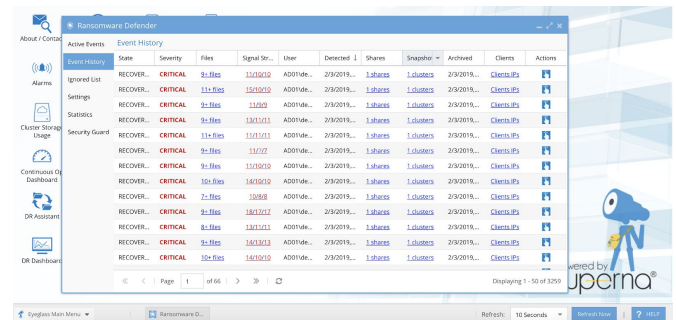 Ransomware Defender
About / Contac
Alarms
Cluster Storage
Usage
Continuous Op
Dashboard
DR Assistant
DR Dashboard
Active Events
Event History
Ignored List
Settings
Statistics
Security Guard
Event History
State Severity Files Signal Str... User Detected ↓ Shares Snapshot Archived Clients Actions
RECOVER... CRITICAL 9+ files 11/10/10 AD01\de... 2/3/2019,... 1 shares 1 clusters 2/3/2019,... Clients IPs
RECOVER... CRITICAL 11+ files 15/10/10 AD01\de... 2/3/2019,... 1 shares 1 clusters 2/3/2019,... Clients IPs
RECOVER... CRITICAL 9+ files 11/9/9 AD01\de... 2/3/2019,... 1 shares 1 clusters 2/3/2019,... Clients IPs
RECOVER... CRITICAL 9+ files 13/11/11 AD01\de... 2/3/2019,... 1 shares 1 clusters 2/3/2019,... Clients IPs
RECOVER... CRITICAL 11+ files 11/11/11 AD01\de... 2/3/2019,... 1 shares 1 clusters 2/3/2019,... Clients IPs
RECOVER... CRITICAL 9+ files 11/7/7 AD01\de... 2/3/2019,... 1 shares 1 clusters 2/3/2019,... Clients IPs
RECOVER... CRITICAL 9+ files 11/10/10 AD01\de... 2/3/2019,... 1 shares 1 clusters 2/3/2019,... Clients IPs
RECOVER... CRITICAL 10+ files 14/10/10 AD01\de... 2/3/2019,... 1 shares 1 clusters 2/3/2019,... Clients IPs
RECOVER... CRITICAL 7+ files 10/8/8 AD01\de... 2/3/2019,... 1 shares 1 clusters 2/3/2019,... Clients IPs
RECOVER... CRITICAL 9+ files 18/17/17 AD01\de... 2/3/2019,... 1 shares 1 clusters 2/3/2019,... Clients IPs
RECOVER... CRITICAL 8+ files 13/11/11 AD01\de... 2/3/2019,... 1 shares 1 clusters 2/3/2019,... Clients IPs
RECOVER... CRITICAL 9+ files 14/13/13 AD01\de... 2/3/2019,... 1 shares 1 clusters 2/3/2019,... Clients IPs
RECOVER... CRITICAL 10+ files 14/10/10 AD01\de... 2/3/2019,... 1 shares 1 clusters 2/3/2019,... Clients IPs
Page 1 of 66
Displaying 1 - 50 of 3259
wered by
uperna®
Eyeglass Main Menu
Ransomware D...
Refresh: 10 Seconds
Refresh Now
? HELP